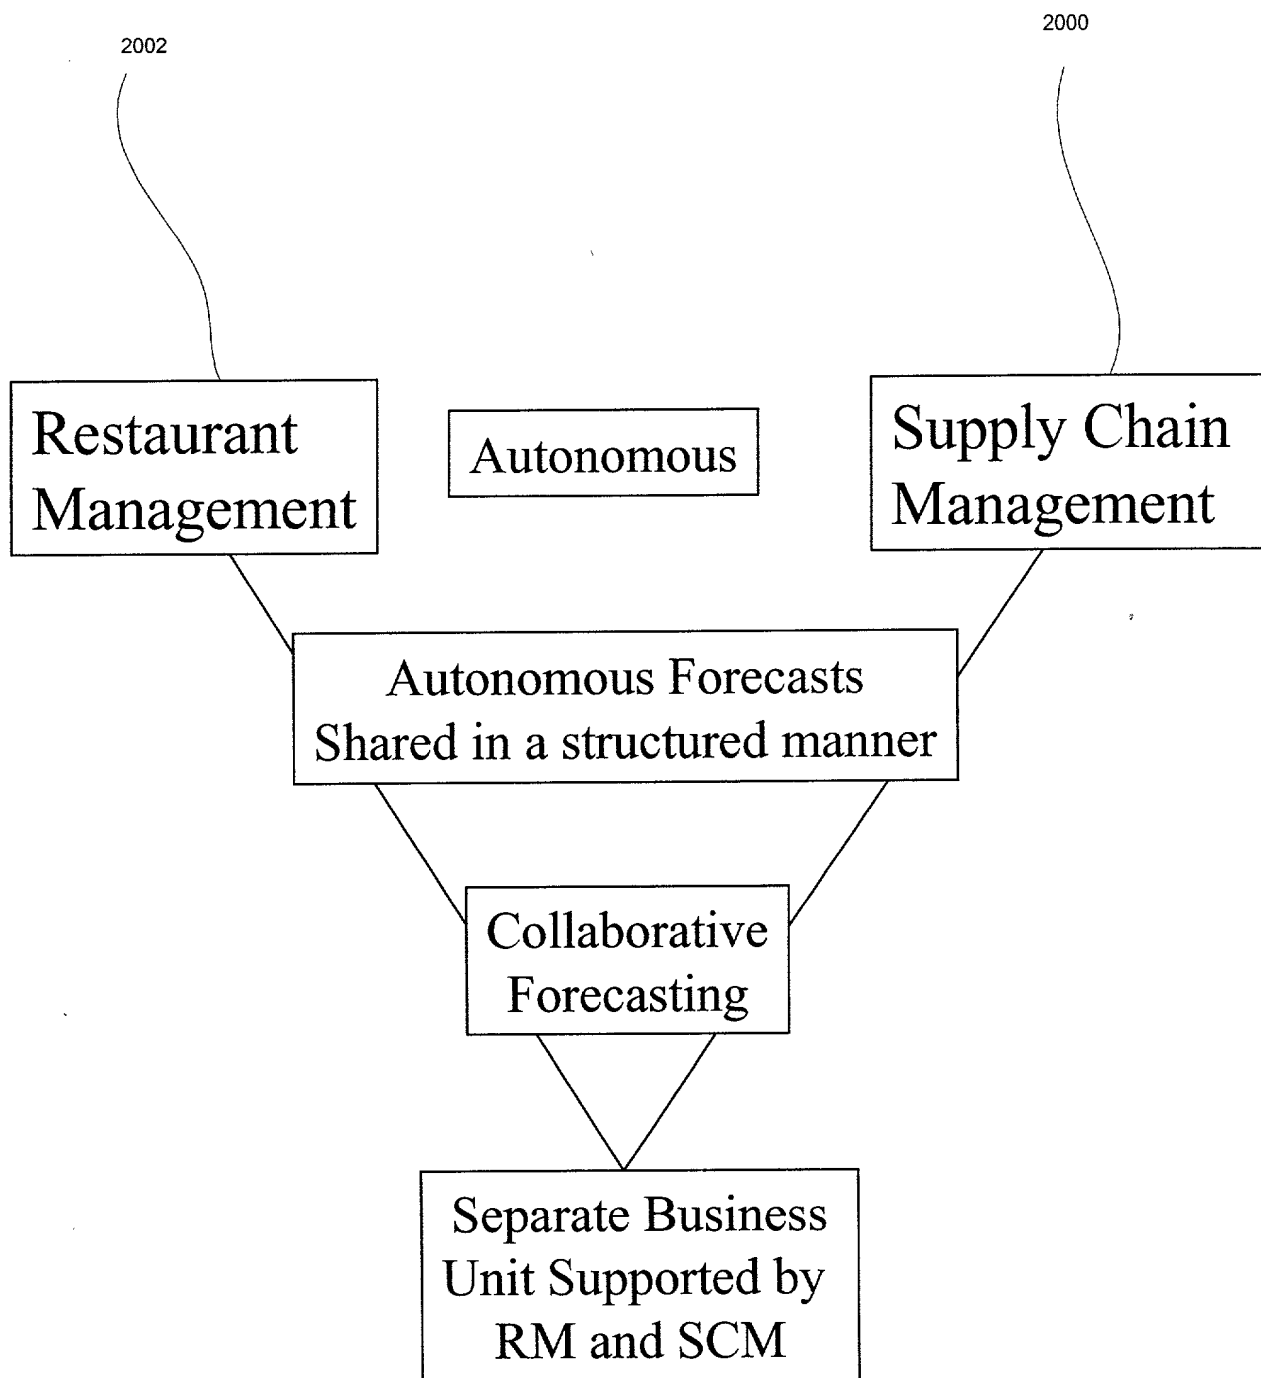 2002
2000
Restaurant
Management
Autonomous
Supply Chain
Management
Autonomous Forecasts
Shared in a structured manner
Collaborative
Forecasting
Separate Business
Unit Supported by
RM and SCM